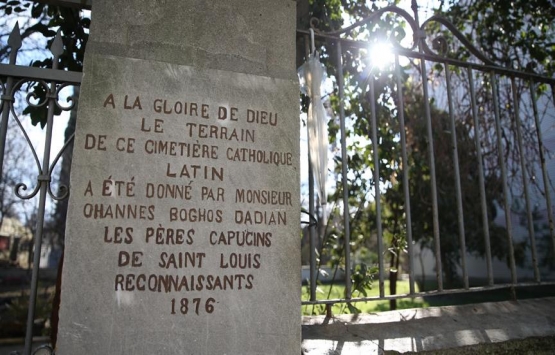 A LA GLOIRE DE DIEU
LE TERRAIN
DE CE CIMETIÈRE CATHOLIQUE
LATIN
A ÉTÉ DONNÉ PAR MONSIEUR
OHANNES BOGHOS DADIAN
LES PÈRES CAPUCINS
DE SAINT LOUIS
RECONNAISSANTS
1876